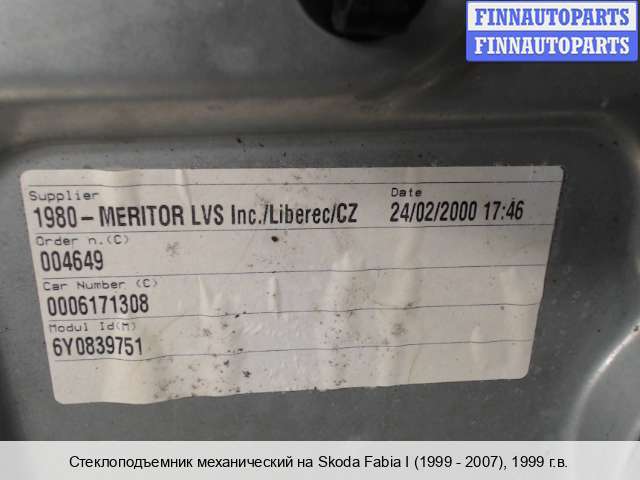 FINNAUTOPARTS
FINNAUTOPARTS
Supplier Date
1980-MERITOR LVS Inc./Liberec/CZ 24/02/2000 17:46
Order n.(C)
004649
Car Number (C)
0006171308
Modul Id(M)
6Y0839751
Стеклоподъемник механический на Skoda Fabia I (1999 - 2007), 1999 г.в.